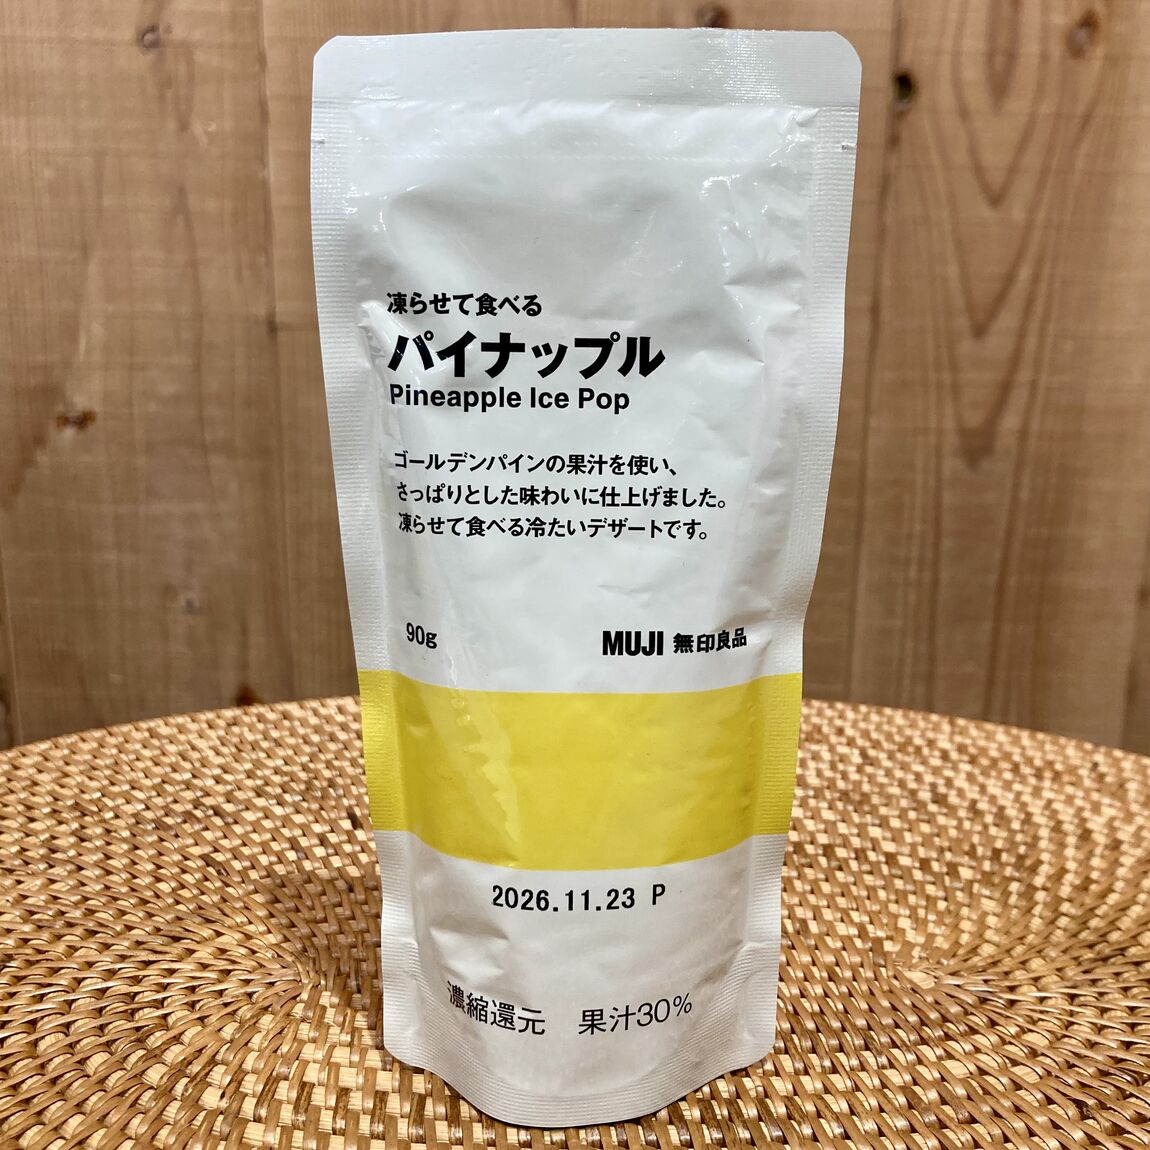 凍らせて食べる
パイナップル
Pineapple Ice Pop
ゴールデンパインの果汁を使い、
さっぱりとした味わいに仕上げました。
凍らせて食べる冷たいデザートです。
90g
MUJI 無印良品
2026.11.23 P
濃縮還元 果汁30%